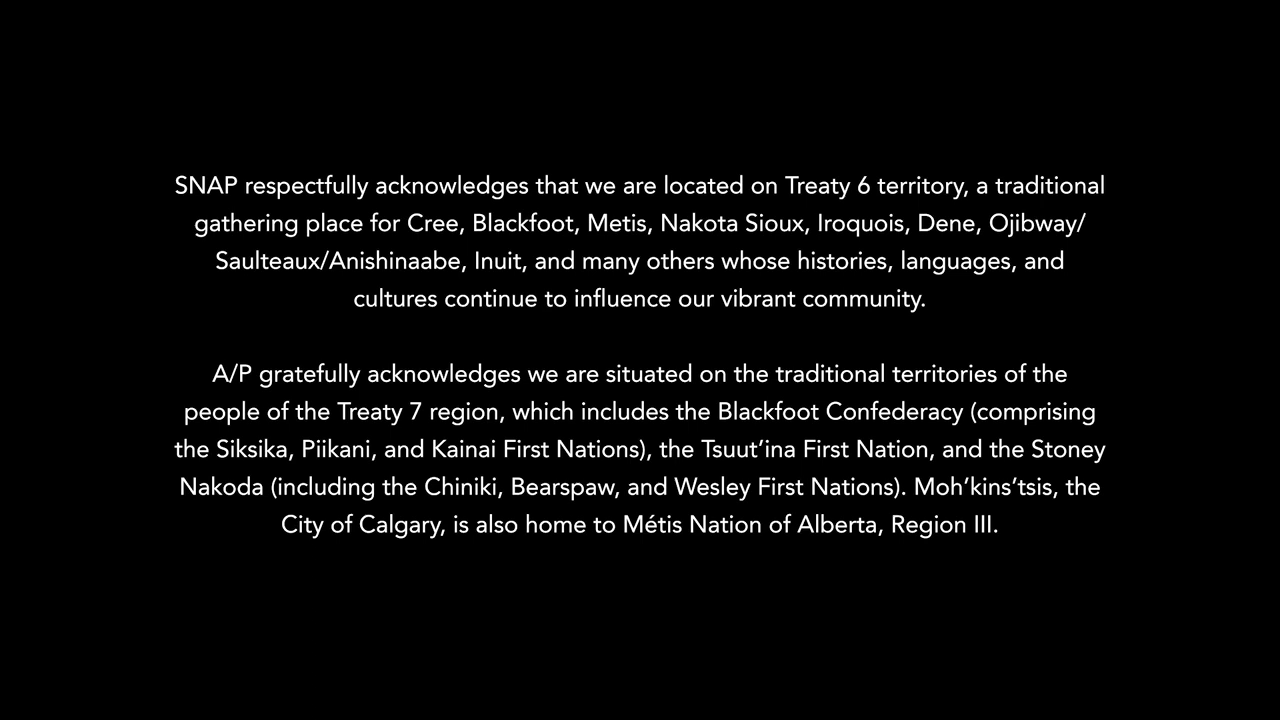 SNAP respectfully acknowledges that we are located on Treaty 6 territory, a traditional
gathering place for Cree, Blackfoot, Metis, Nakota Sioux, Iroquois, Dene, Ojibway/
Saulteaux/Anishinaabe, Inuit, and many others whose histories, languages, and
cultures continue to influence our vibrant community.
A/P gratefully acknowledges we are situated on the traditional territories of the
people of the Treaty 7 region, which includes the Blackfoot Confederacy (comprising
the Siksika, Piikani, and Kainai First Nations), the Tsuut’ina First Nation, and the Stoney
Nakoda (including the Chiniki, Bearspaw, and Wesley First Nations). Moh’kins’tsis, the
City of Calgary, is also home to Métis Nation of Alberta, Region III.